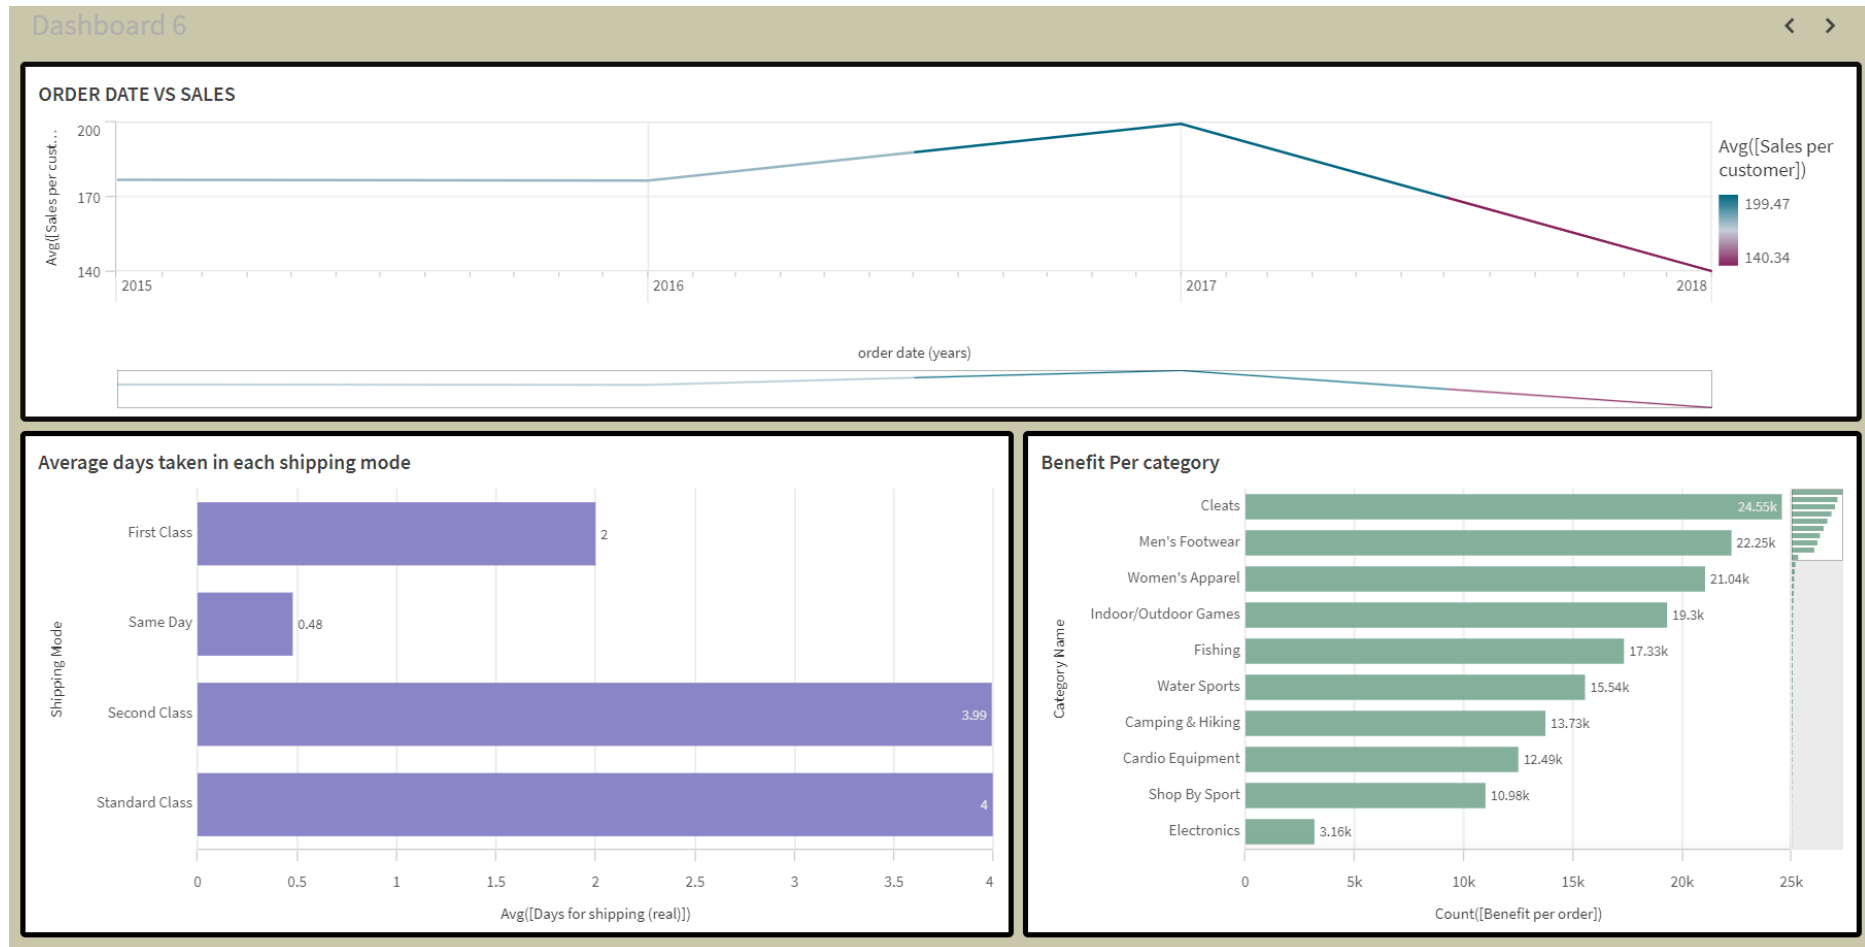 Dashboard 6
ORDER DATE VS SALES
Avg([Sales per cust...
200
170
140
2015
2016
2017
2018
order date (years)
Avg([Sales per
customer])
199.47
140.34
Average days taken in each shipping mode
Shipping Mode
First Class
2
Same Day
0.48
Second Class
3.99
Standard Class
4
0
0.5
1
1.5
2
2.5
3
3.5
4
Avg([Days for shipping (real)])
Benefit Per category
Category Name
Cleats
24.55k
Men's Footwear
22.25k
Women's Apparel
21.04k
Indoor/Outdoor Games
19.3k
Fishing
17.33k
Water Sports
15.54k
Camping & Hiking
13.73k
Cardio Equipment
12.49k
Shop By Sport
10.98k
Electronics
3.16k
0
5k
10k
15k
20k
25k
Count([Benefit per order])